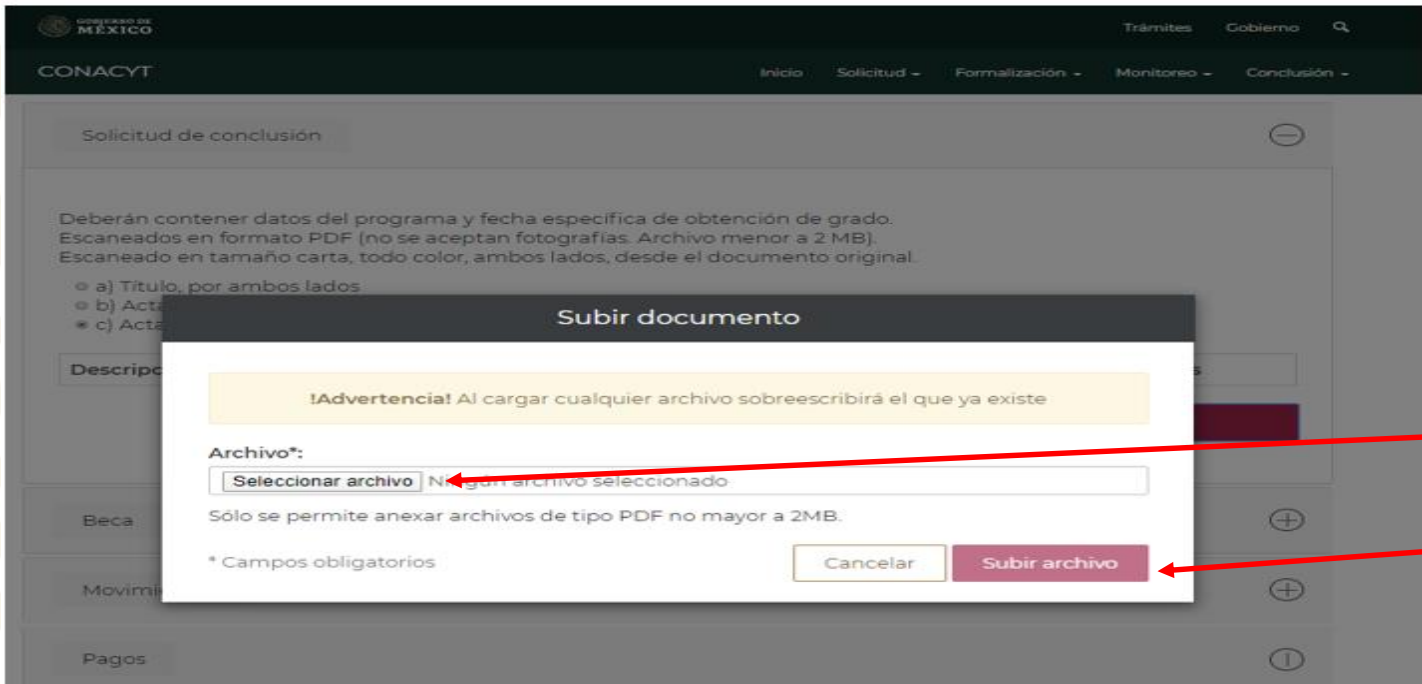 GOBIERNO DE
MÉXICO
Trámites Gobierno
CONACYT
Inicio Solicitud Formalización Monitoreo Conclusión
Solicitud de conclusión
Deberán contener datos del programa y fecha específica de obtención de grado.
Escaneados en formato PDF (no se aceptan fotografías. Archivo menor a 2 MB).
Escaneado en tamaño carta, todo color, ambos lados, desde el documento original.
a) Título, por ambos lados
b) Acta
c) Acta
Subir documento
Descripc
s
!Advertencia! Al cargar cualquier archivo sobreescribirá el que ya existe
Archivo*:
Seleccionar archivo Ningún archivo seleccionado
Sólo se permite anexar archivos de tipo PDF no mayor a 2MB.
Beca
* Campos obligatorios
Cancelar Subir archivo
Movimi
Pagos